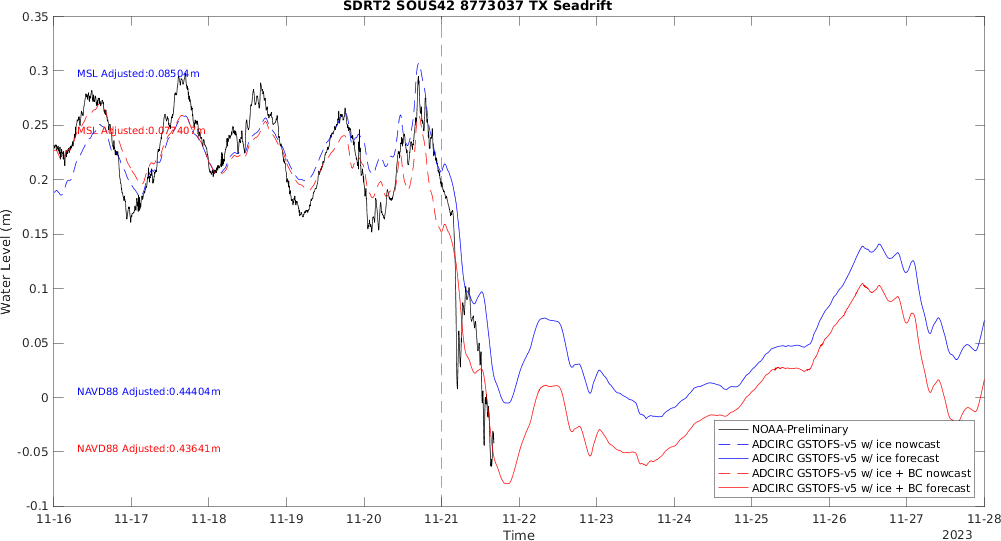 SDRT2 SOUS42 8773037 TX Seadrift
0.35
0.3
0.25
0.2
0.15
0.1
0.05
0
-0.05
-0.1
Water Level (m)
MSL Adjusted:0.08504m
MSL Adjusted:0.077407m
NAVD88 Adjusted:0.44404m
NAVD88 Adjusted:0.43641m
NOAA-Preliminary
ADCIRC GSTOFS-v5 w/ ice nowcast
ADCIRC GSTOFS-v5 w/ ice forecast
ADCIRC GSTOFS-v5 w/ ice + BC nowcast
ADCIRC GSTOFS-v5 w/ ice + BC forecast
11-16 11-17 11-18 11-19 11-20 11-21 11-22 11-23 11-24 11-25 11-26 11-27 11-28
Time
2023